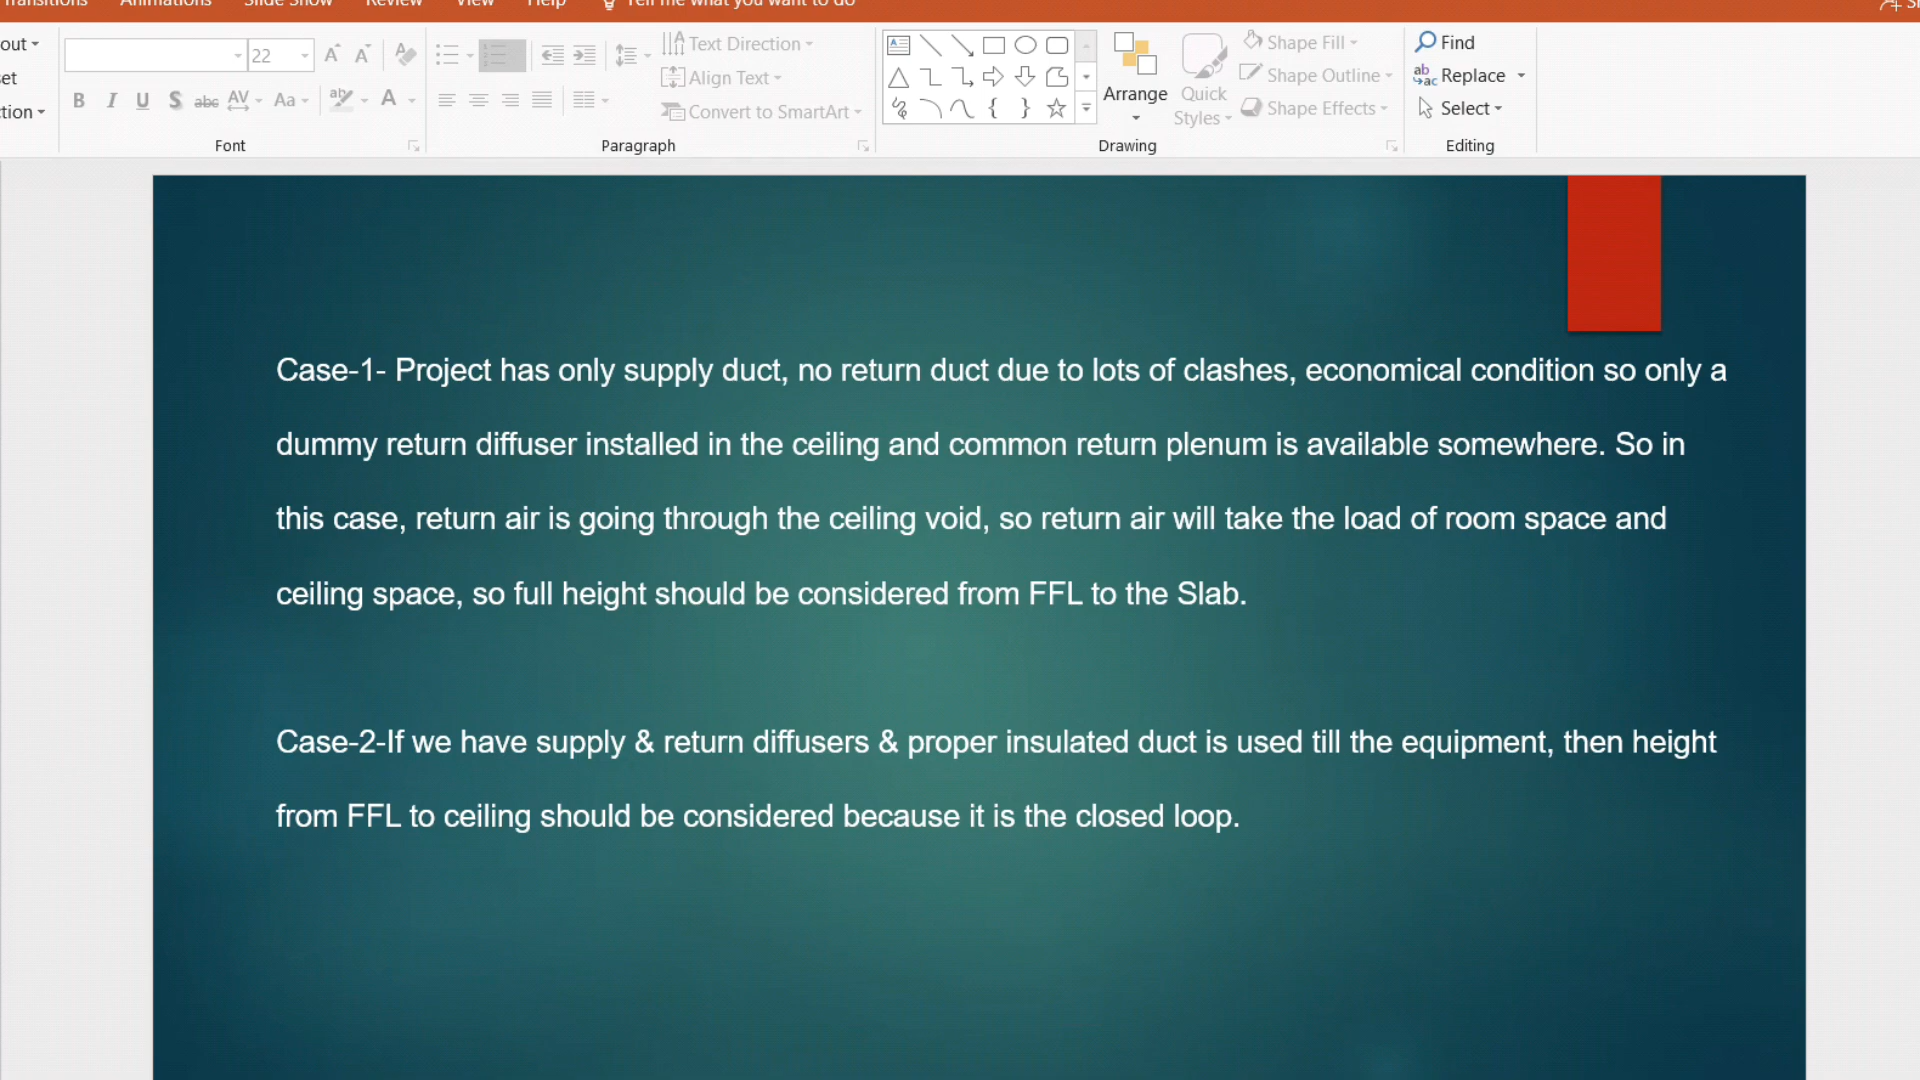 Transitions Animations Slide Show Review View Help Tell me what you want to do
out
et
tion
22
B I U S abc AV Aa A
Font
Text Direction
Align Text
Convert to SmartArt
Paragraph
Arrange
Quick
Styles
Shape Fill
Shape Outline
Shape Effects
Drawing
Find
Replace
Select
Editing
Case-1- Project has only supply duct, no return duct due to lots of clashes, economical condition so only a
dummy return diffuser installed in the ceiling and common return plenum is available somewhere. So in
this case, return air is going through the ceiling void, so return air will take the load of room space and
ceiling space, so full height should be considered from FFL to the Slab.
Case-2-If we have supply & return diffusers & proper insulated duct is used till the equipment, then height
from FFL to ceiling should be considered because it is the closed loop.